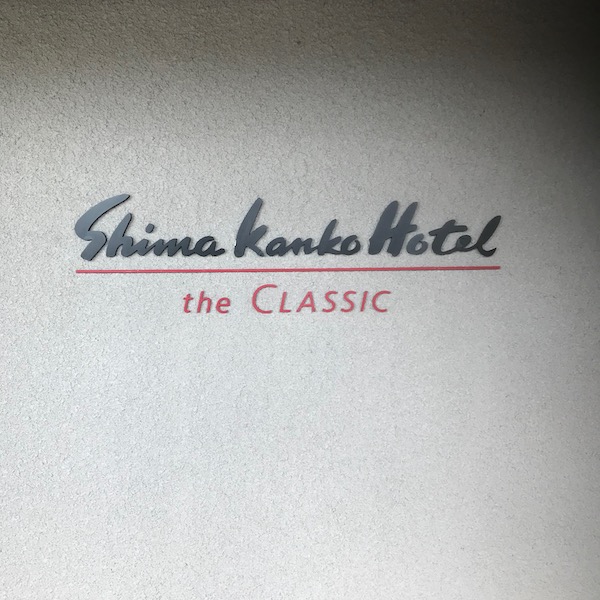 Shima Kanko Hotel
the CLASSIC